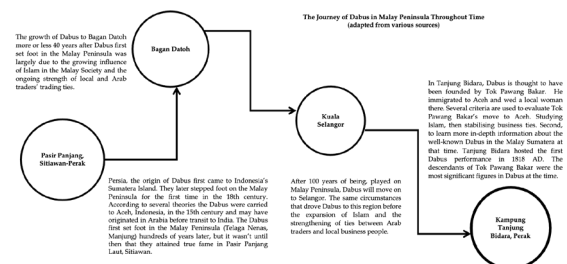 The Journey of Dabus in Malay Peninsula Throughout Time
(adapted from various sources)
The growth of Dabus to Bagan Datoh
more or less 40 years after Dabus first
set foot in the Malay Peninsula was
largely due to the growing influence
of Islam in the Malay Society and the
ongoing strength of local and Arab
traders' trading ties.
Bagan Datoh
Kuala
Selangor
In Tanjung Bidara, Dabus is thought to have
been founded by Tok Pawang Bakar. He
immigrated to Aceh and wed a local woman
there. Several criteria are used to evaluate Tok
Pawang Bakar's move to Aceh. Studying
Islam, then stabilising business ties. Second,
to learn more in-depth information about the
well-known Dabus in the Malay Sumatera at
that time. Tanjung Bidara hosted the first
Dabus performance in 1818 AD. The
descendants of Tok Pawang Bakar were the
most significant figures in Dabus at the time.
Pasir Panjang,
Sitiawan-Perak
Persia, the origin of Dabus first came to Indonesia's
Sumatera Island. They later stepped foot on the Malay
Peninsula for the first time in the 18th century.
According to several theories the Dabus were carried
to Aceh, Indonesia, in the 15th century and may have
originated in Arabia before transit to India. The Dabus
first set foot in the Malay Peninsula (Telaga Nenas,
Manjung) hundreds of years later, but it wasn't until
then that they attained true fame in Pasir Panjang
Laut, Sitiawan.
After 100 years of being, played on
Malay Peninsula, Dabus will move on
to Selangor. The same circumstances
that drove Dabus to this region before
the expansion of Islam and the
strengthening of ties between Arab
traders and local business people.
Kampung
Tanjung
Bidara, Perak